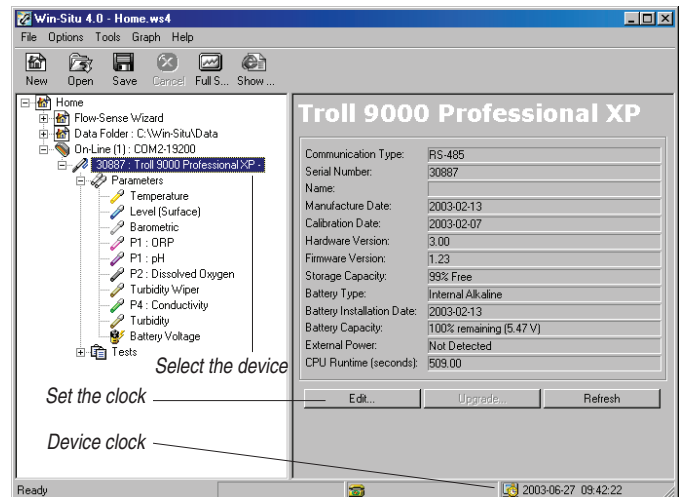 Win-Situ 4.0 - Home.ws4
File Options Tools Graph Help
New Open Save Cancel Full S... Show ...
Home
Flow-Sense Wizard
Data Folder : C:\Win-Situ\Data
On-Line (1) : COM2-19200
30887 : Troll 9000 Professional XP -
Parameters
Temperature
Level (Surface)
Barometric
P1 : ORP
P1 : pH
P2 : Dissolved Oxygen
Turbidity Wiper
P4 : Conductivity
Turbidity
Battery Voltage
Tests
Select the device
Set the clock
Device clock
Troll 9000 Professional XP
Communication Type: RS-485
Serial Number: 30887
Name:
Manufacture Date: 2003-02-13
Calibration Date: 2003-02-07
Hardware Version: 3.00
Firmware Version: 1.23
Storage Capacity: 99% Free
Battery Type: Internal Alkaline
Battery Installation Date: 2003-02-13
Battery Capacity: 100% remaining (5.47 V)
External Power: Not Detected
CPU Runtime (seconds): 509.00
Edit... Upgrade... Refresh
Ready 2003-06-27 09:42:22